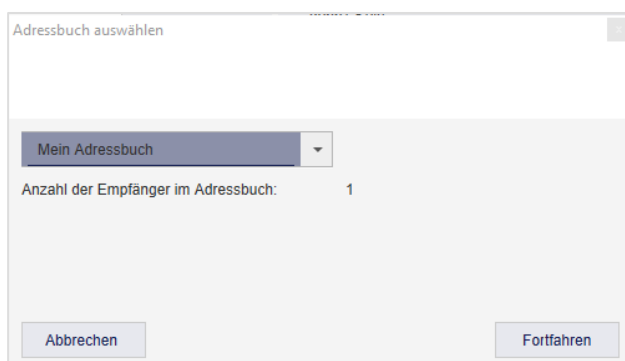 Adressbuch auswählen
Mein Adressbuch
Anzahl der Empfänger im Adressbuch: 1
Abbrechen
Fortfahren